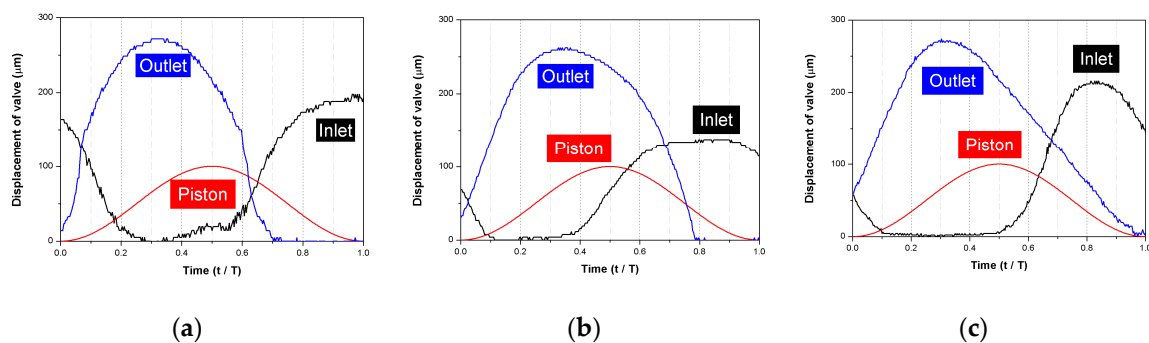 300
200
100
0
Displacement of valve (μm)
Outlet
Inlet
Piston
0.0 0.2 0.4 0.6 0.8 1.0
Time (t / T)
(a)
300
200
100
0
Displacement of valve (μm)
Outlet
Inlet
Piston
0.0 0.2 0.4 0.6 0.8 1.0
Time (t / T)
(b)
300
200
100
0
Displacement of valve (μm)
Inlet
Outlet
Piston
0.0 0.2 0.4 0.6 0.8 1.0
Time (t / T)
(c)